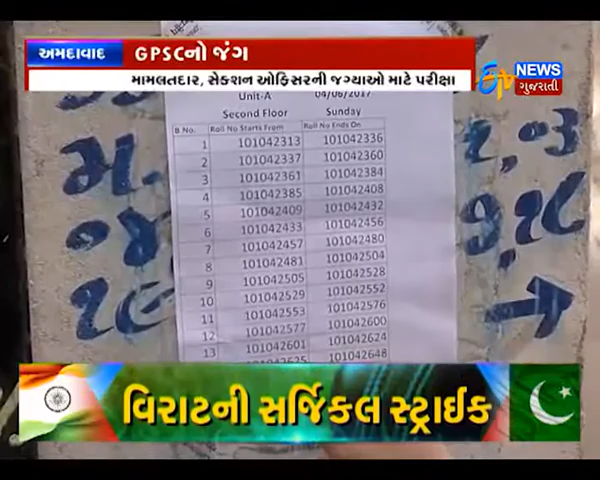 અમદાવાદ
GPSCનો જંગ
મામલતદાર, સેક્શન ઓફિસરની જગ્યાઓ માટે પરીક્ષા
ETV NEWS
ગુજરાતી
Unit-A 04/06/2017
Second Floor Sunday
B No. Roll No Starts From Roll No Ends On
1 101042313 101042336
2 101042337 101042360
3 101042361 101042384
4 101042385 101042408
5 101042409 101042432
6 101042433 101042456
7 101042457 101042480
8 101042481 101042504
9 101042505 101042528
10 101042529 101042552
11 101042553 101042576
12 101042577 101042600
13 101042601 101042624
101042625 101042648
વિરાટની સર્જિકલ સ્ટ્રાઈક